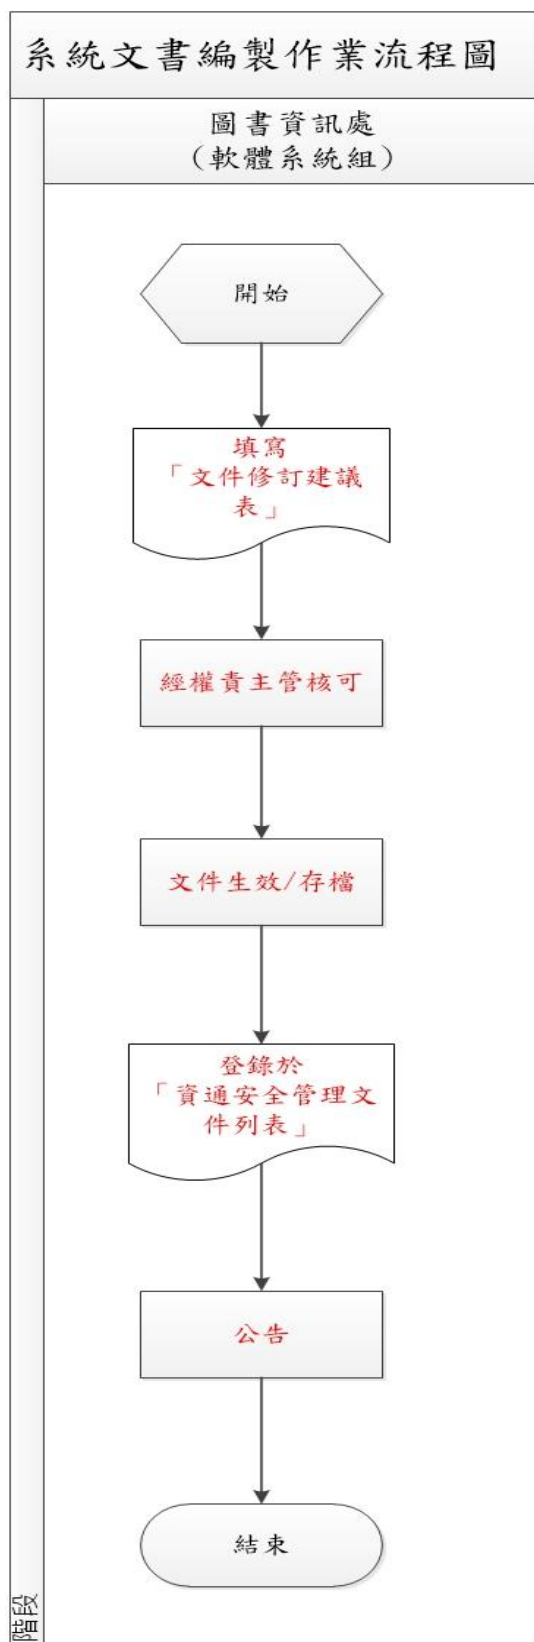 系統文書編製作業流程圖
圖書資訊處
（軟體系統組）
開始
填寫
「文件修訂建議
表」
經權責主管核可
文件生效/存檔
登錄於
「資通安全管理文
件列表」
公告
結束
階段